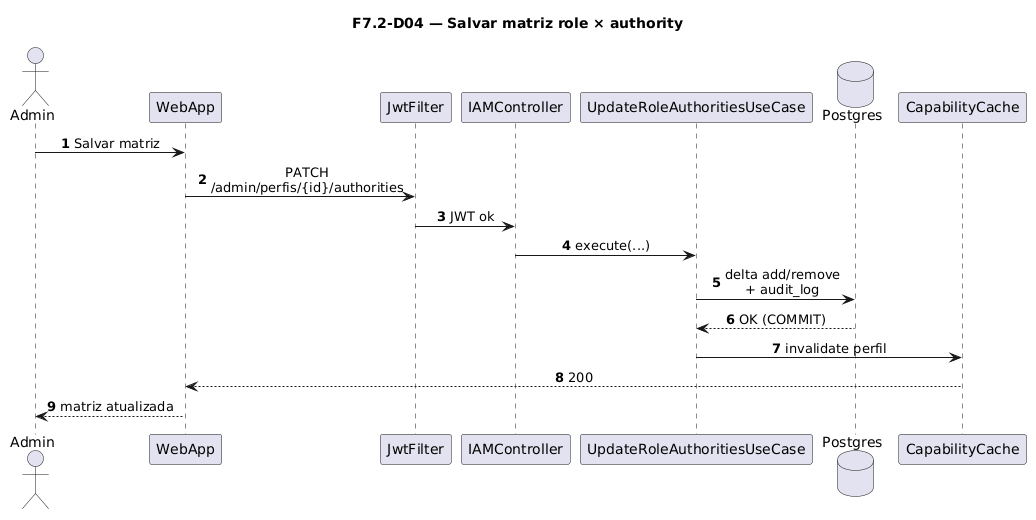 F7.2-D04 — Salvar matriz role × authority
Admin
WebApp
JwtFilter
IAMController
UpdateRoleAuthoritiesUseCase
Postgres
CapabilityCache
1 Salvar matriz
2 PATCH
/admin/perfis/{id}/authorities
3 JWT ok
4 execute(...)
5 delta add/remove
+ audit_log
6 OK (COMMIT)
7 invalidate perfil
8 200
9 matriz atualizada
Admin
WebApp
JwtFilter
IAMController
UpdateRoleAuthoritiesUseCase
Postgres
CapabilityCache